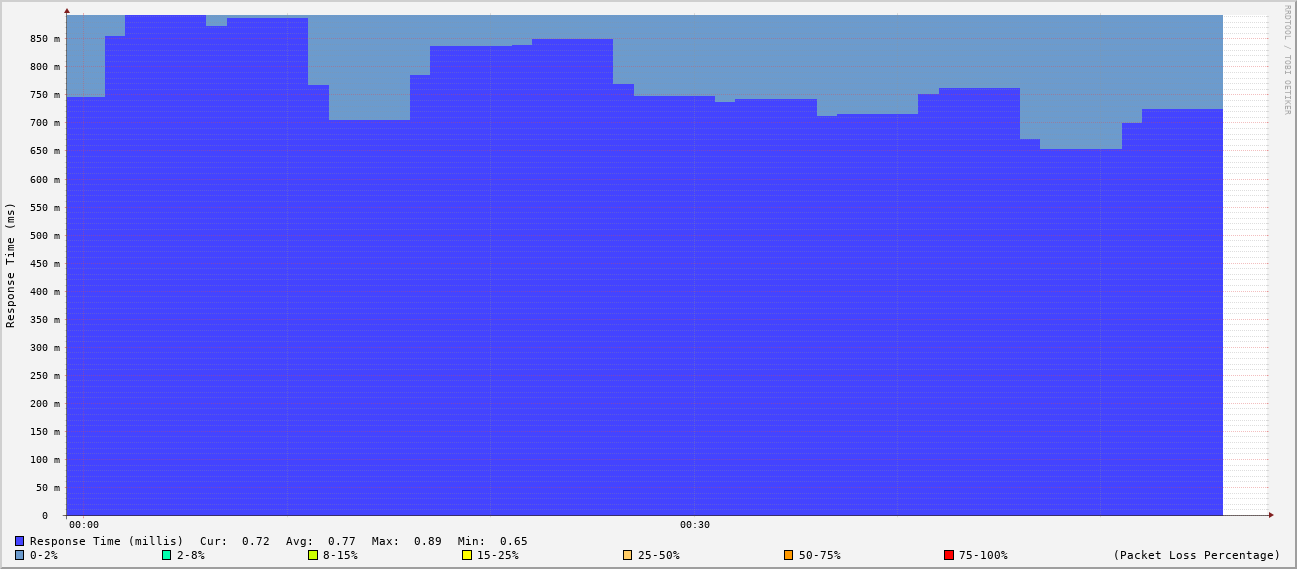 RRDTOOL / TOBI OETIKER
Response Time (ms)
850 m
800 m
750 m
700 m
650 m
600 m
550 m
500 m
450 m
400 m
350 m
300 m
250 m
200 m
150 m
100 m
50 m
0
00:00 00:30
Response Time (millis) Cur: 0.72 Avg: 0.77 Max: 0.89 Min: 0.65
0-2% 2-8% 8-15% 15-25% 25-50% 50-75% 75-100% (Packet Loss Percentage)